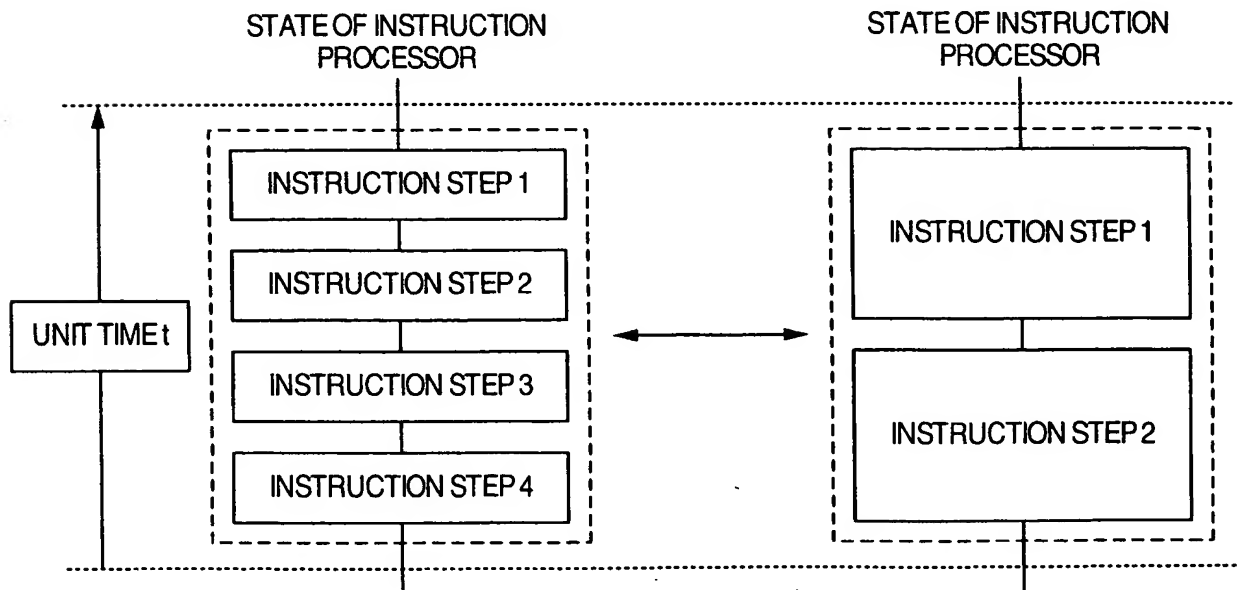 STATE OF INSTRUCTION
PROCESSOR
STATE OF INSTRUCTION
PROCESSOR
INSTRUCTION STEP 1
INSTRUCTION STEP 2
INSTRUCTION STEP 3
INSTRUCTION STEP 4
UNIT TIME t
INSTRUCTION STEP 1
INSTRUCTION STEP 2